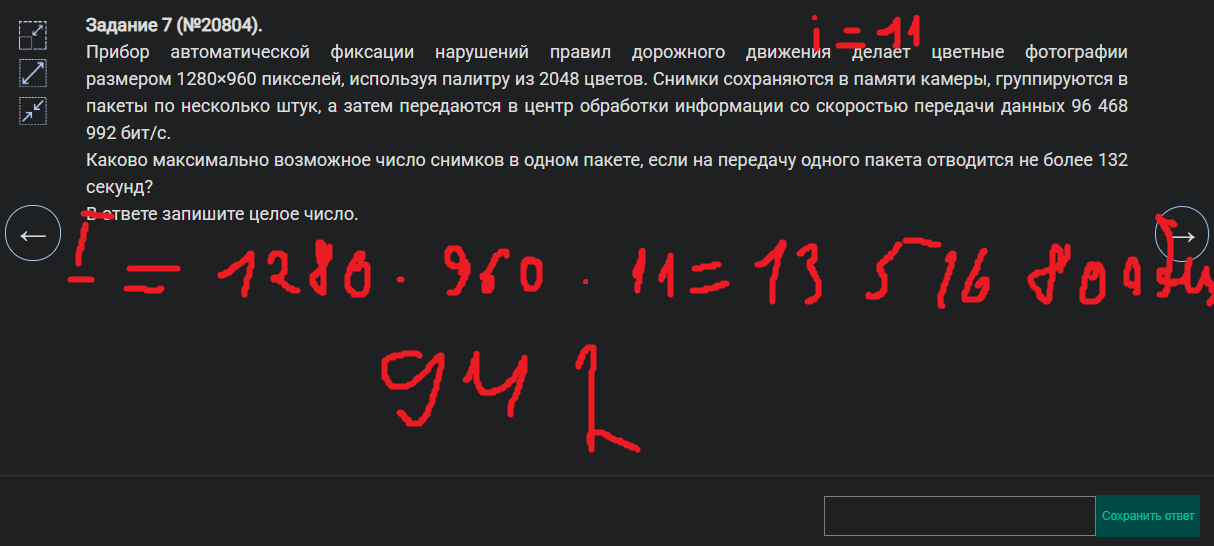 Задание 7 (№20804).
i = 11
Прибор автоматической фиксации нарушений правил дорожного движения делает цветные фотографии
размером 1280×960 пикселей, используя палитру из 2048 цветов. Снимки сохраняются в памяти камеры, группируются в
пакеты по несколько штук, а затем передаются в центр обработки информации со скоростью передачи данных 96 468
992 бит/с.
Каково максимально возможное число снимков в одном пакете, если на передачу одного пакета отводится не более 132
секунд?
В ответе запишите целое число.
I = 1280 · 960 · 11 = 13 516 800 бит
941
Сохранить ответ